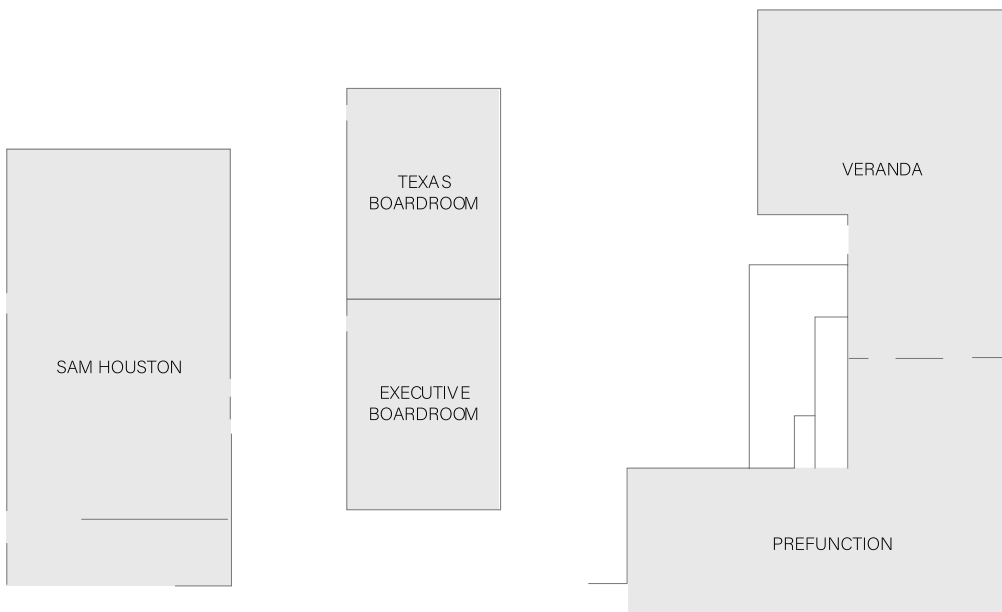 VERANDA
TEXAS
BOARDROOM
SAM HOUSTON
EXECUTIVE
BOARDROOM
PREFUNCTION